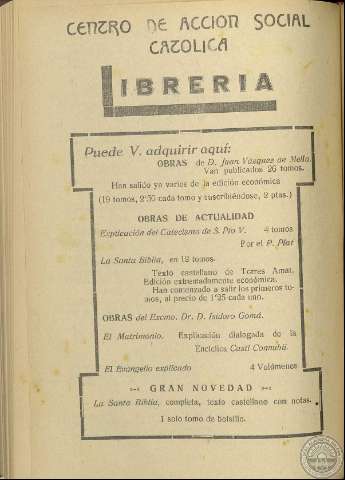 CENTRO DE ACCION SOCIAL
CATOLICA
LIBRERIA
Puede V. adquirir aquí:
OBRAS de D. Juan Vásquez de Mella.
Van publicados 26 tomos.
Han salido ya varios de la edición económica
(19 tomos, 2'50 cada tomo y suscribiéndose, 2 ptas.)
OBRAS DE ACTUALIDAD
Explicación del Catecismo de S. Pio V. 4 tomos
Por el P. Plat
La Santa Biblia, en 12 tomos.
Texto castellano de Torres Amat.
Edición extremadamente económica.
Han comenzado a salir los primeros to-
mos, al precio de 1'25 cada uno.
OBRAS del Excmo. Dr. D. Isidoro Gomá.
El Matrimonio. Explicación dialogada de la
Encíclica Casti Connubii.
El Evangelio explicado 4 Volúmenes
GRAN NOVEDAD
La Santa Biblia, completa, texto castellano con notas.
1 solo tomo de bolsillo.